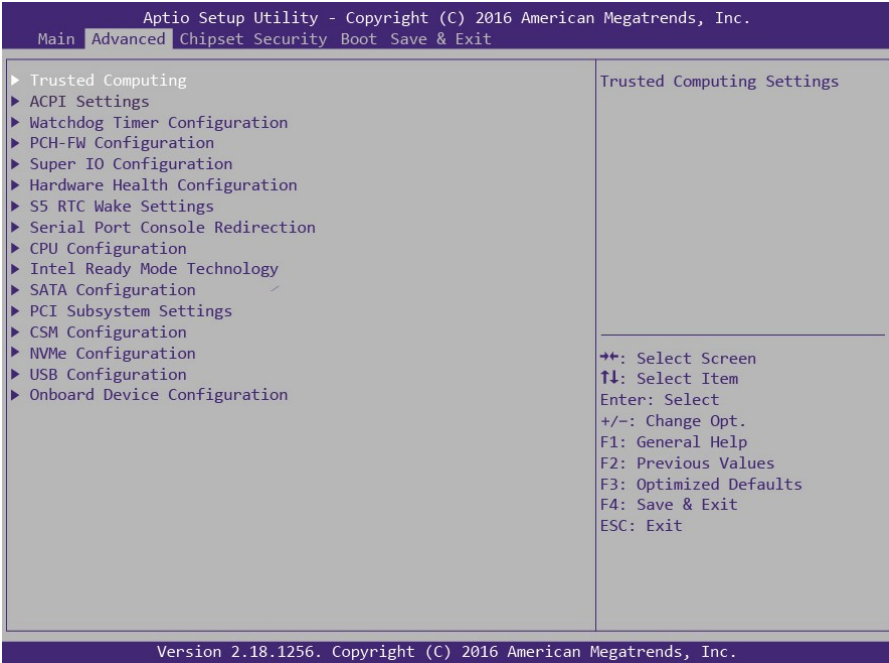 Aptio Setup Utility - Copyright (C) 2016 American Megatrends, Inc.
Main Advanced Chipset Security Boot Save & Exit
Trusted Computing
ACPI Settings
Watchdog Timer Configuration
PCH-FW Configuration
Super IO Configuration
Hardware Health Configuration
S5 RTC Wake Settings
Serial Port Console Redirection
CPU Configuration
Intel Ready Mode Technology
SATA Configuration
PCI Subsystem Settings
CSM Configuration
NVMe Configuration
USB Configuration
Onboard Device Configuration
Trusted Computing Settings
→←: Select Screen
↑↓: Select Item
Enter: Select
+/-: Change Opt.
F1: General Help
F2: Previous Values
F3: Optimized Defaults
F4: Save & Exit
ESC: Exit
Version 2.18.1256. Copyright (C) 2016 American Megatrends, Inc.